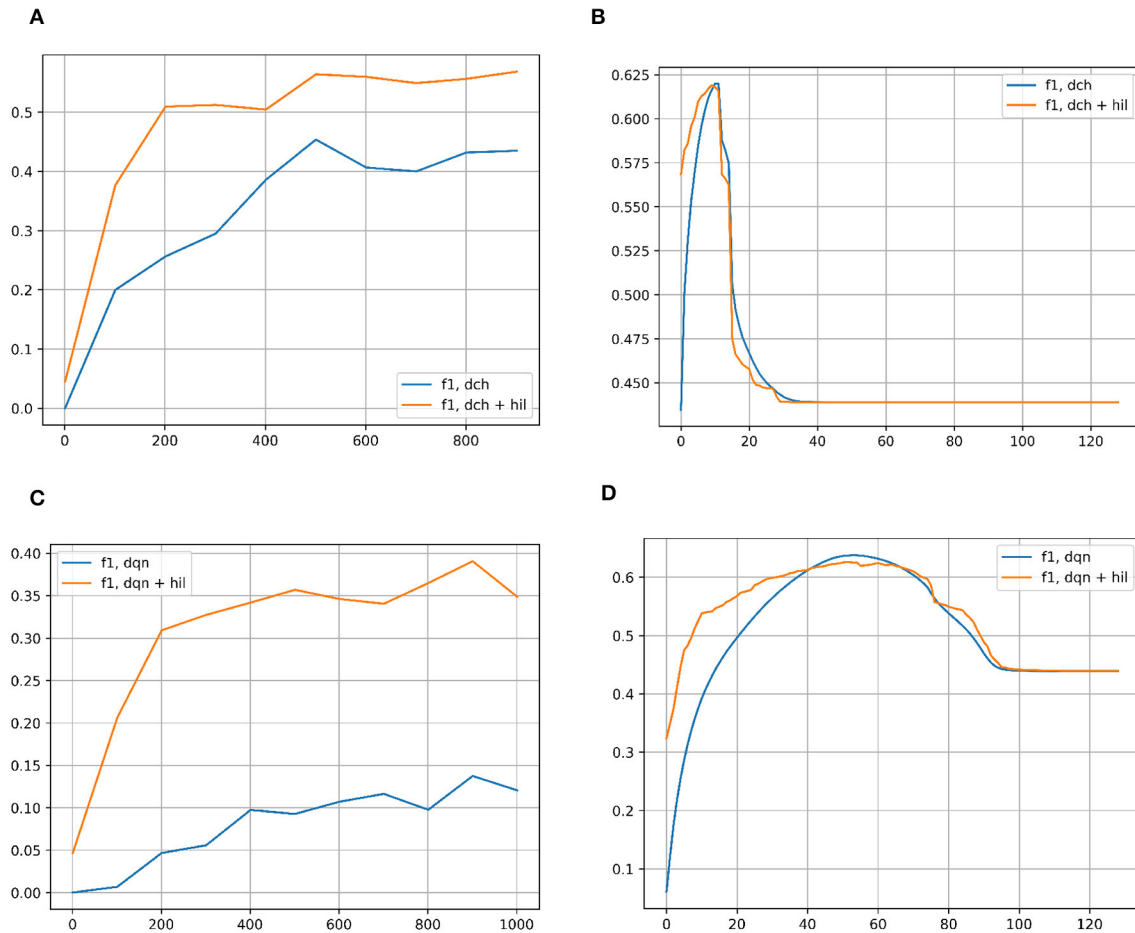 A
0.5
0.4
0.3
0.2
0.1
0.0
f1, dch
f1, dch + hil
0 200 400 600 800
B
0.625
0.600
0.575
0.550
0.525
0.500
0.475
0.450
f1, dch
f1, dch + hil
0 20 40 60 80 100 120
C
0.40
0.35
0.30
0.25
0.20
0.15
0.10
0.05
0.00
f1, dqn
f1, dqn + hil
0 200 400 600 800 1000
D
0.6
0.5
0.4
0.3
0.2
0.1
f1, dqn
f1, dqn + hil
0 20 40 60 80 100 120